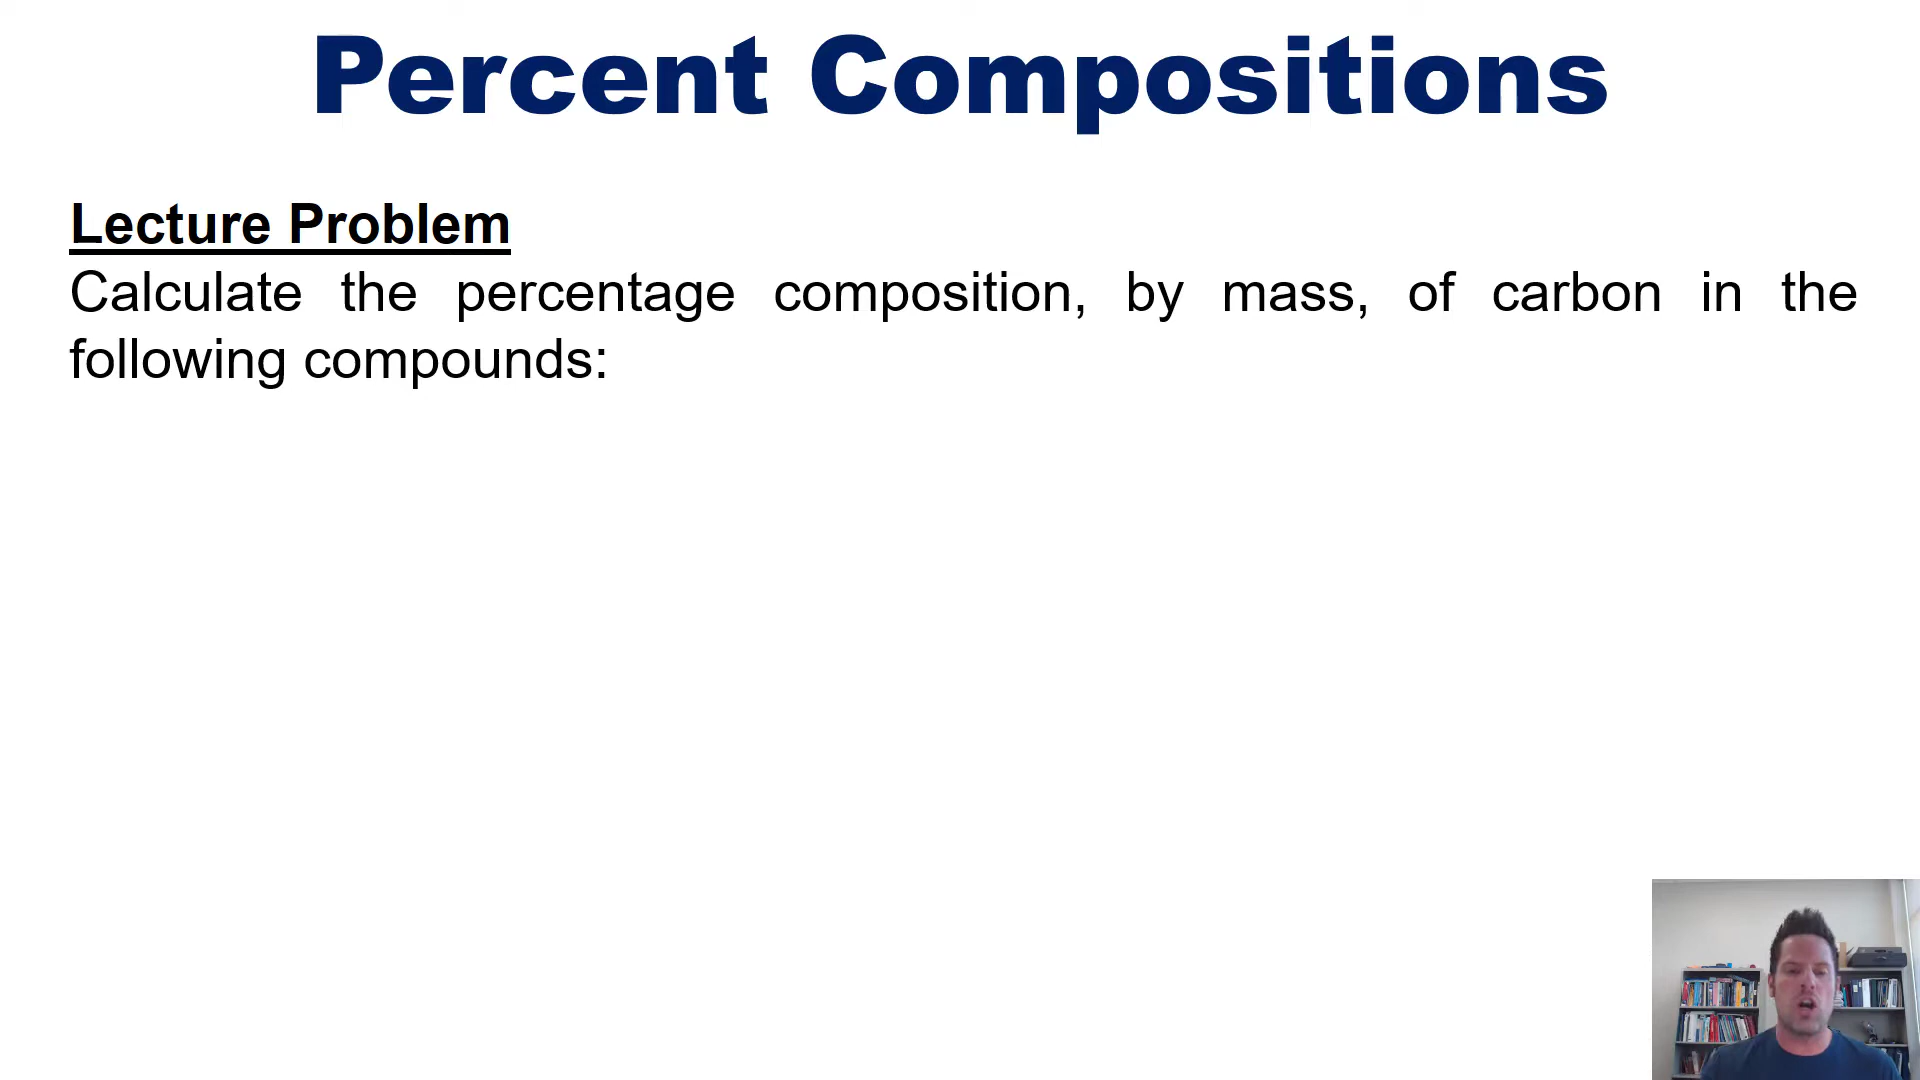 Percent Compositions
Lecture Problem
Calculate the percentage composition, by mass, of carbon in the
following compounds: